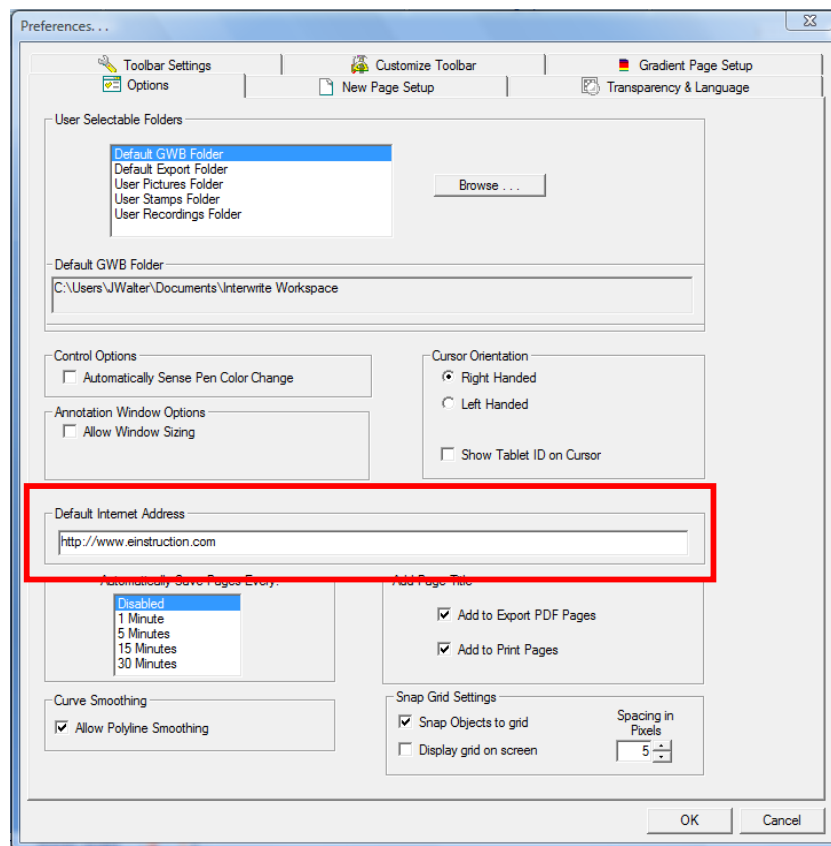 Preferences. . .
Toolbar Settings
Customize Toolbar
Gradient Page Setup
Options
New Page Setup
Transparency & Language
User Selectable Folders
Default GWB Folder
Default Export Folder
User Pictures Folder
User Stamps Folder
User Recordings Folder
Browse . . .
Default GWB Folder
C:\Users\JWalter\Documents\Interwrite Workspace
Control Options
Automatically Sense Pen Color Change
Annotation Window Options
Allow Window Sizing
Cursor Orientation
Right Handed
Left Handed
Show Tablet ID on Cursor
Default Internet Address
http://www.einstruction.com
Automatically Save Pages Every:
Disabled
1 Minute
5 Minutes
15 Minutes
30 Minutes
Add Page Title
Add to Export PDF Pages
Add to Print Pages
Curve Smoothing
Allow Polyline Smoothing
Snap Grid Settings
Snap Objects to grid
Display grid on screen
Spacing in
Pixels
5
OK
Cancel